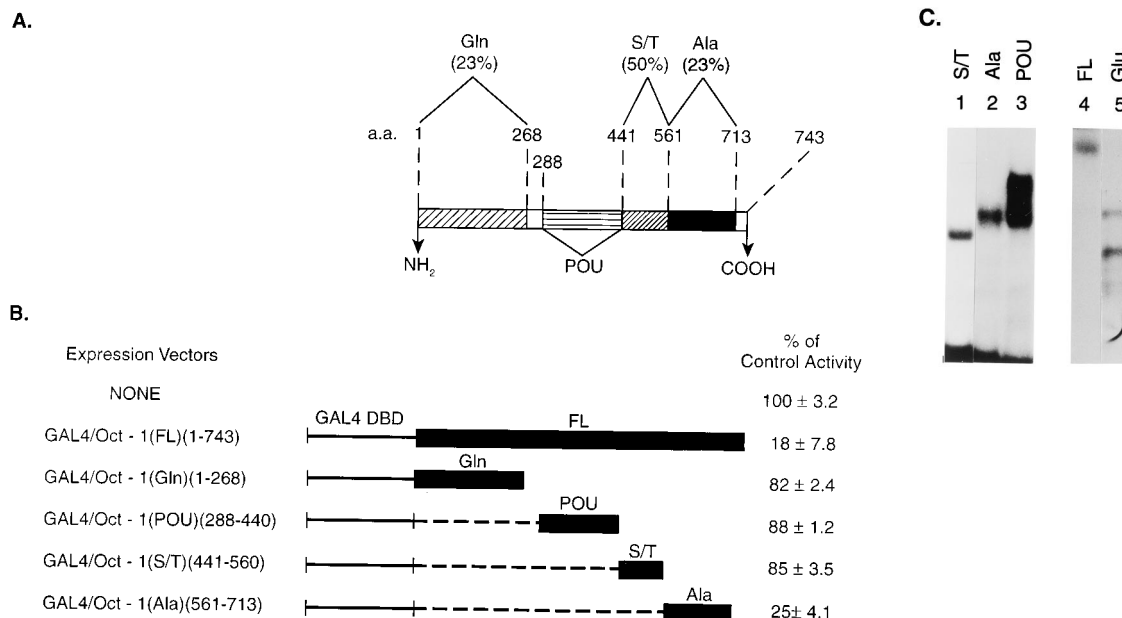 A.
Gln
(23%)
S/T
(50%)
Ala
(23%)
a.a. 1 268 441 561 713 743
288
NH2
POU
COOH
B.
Expression Vectors
% of
Control Activity
NONE
100 ± 3.2
GAL4 DBD
FL
GAL4/Oct - 1(FL)(1-743)
18 ± 7.8
Gln
GAL4/Oct - 1(Gln)(1-268)
82 ± 2.4
POU
GAL4/Oct - 1(POU)(288-440)
88 ± 1.2
S/T
GAL4/Oct - 1(S/T)(441-560)
85 ± 3.5
Ala
GAL4/Oct - 1(Ala)(561-713)
25± 4.1
C.
S/T Ala POU FL Glu
1 2 3 4 5